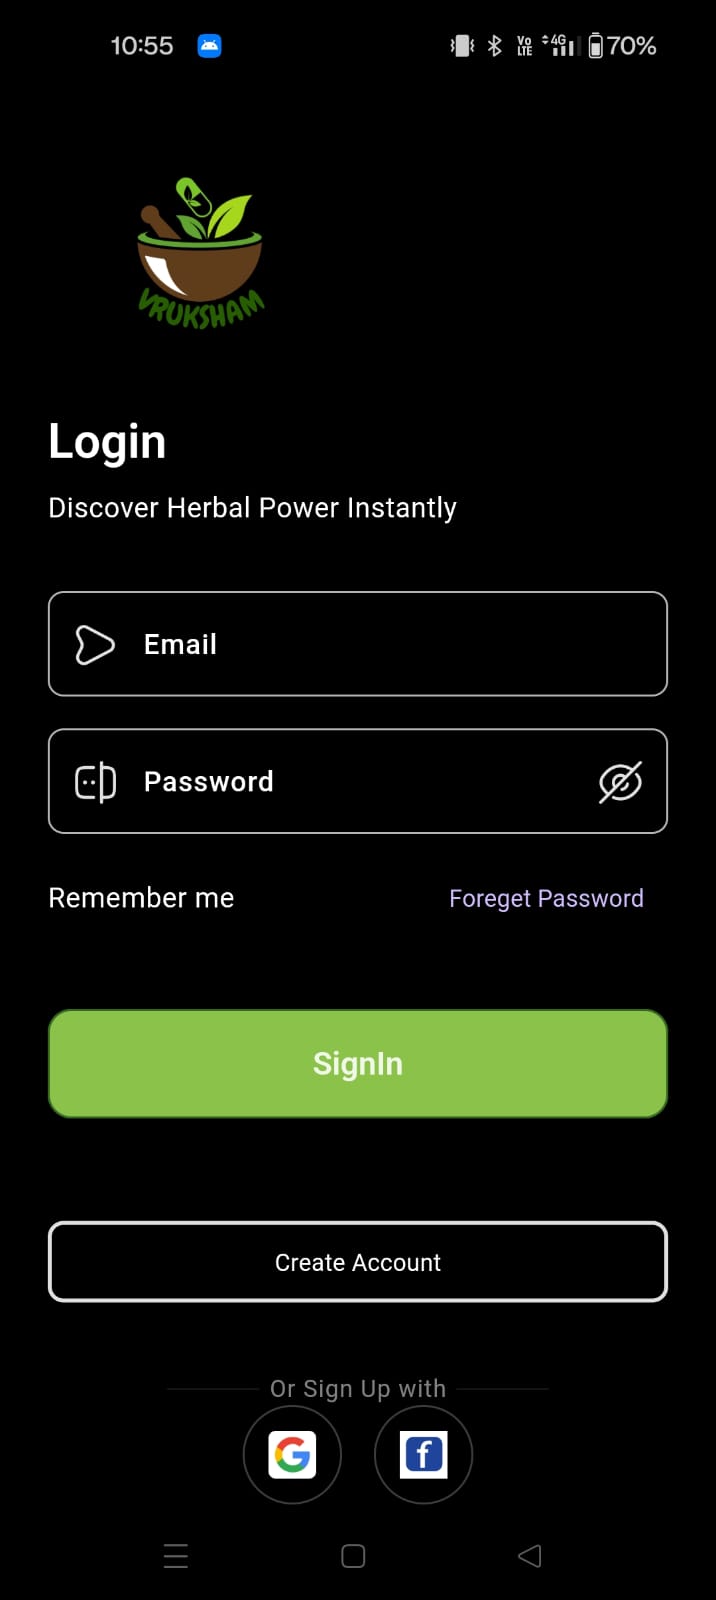 10:55 Vo LTE 4G 70%
VRUKSHAM
Login
Discover Herbal Power Instantly
Email
Password
Remember me Foreget Password
SignIn
Create Account
Or Sign Up with
G f